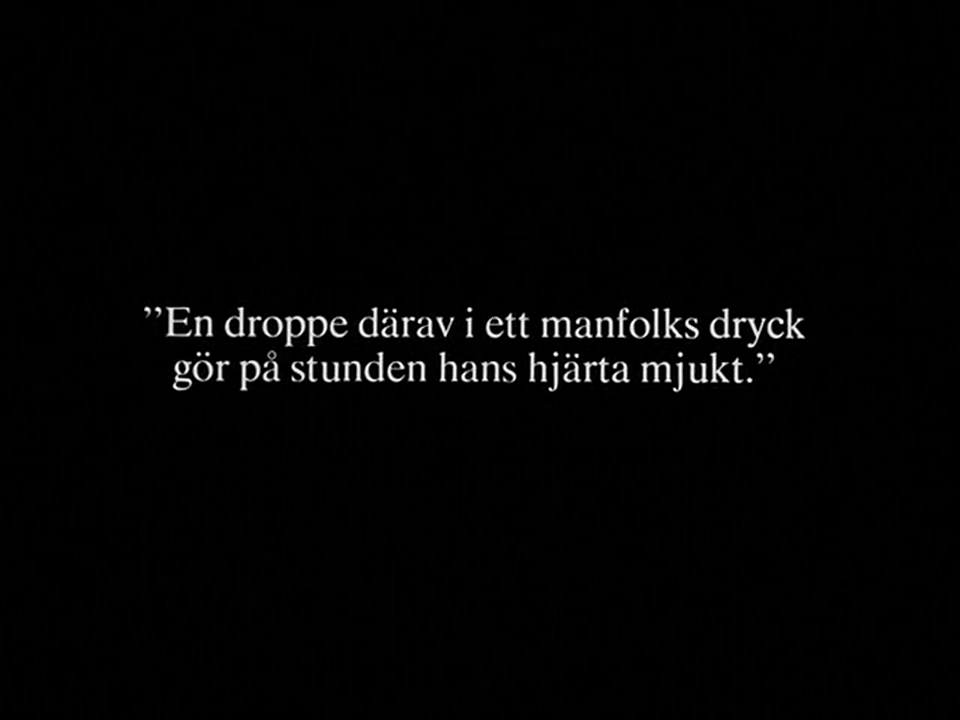 ”En droppe därav i ett manfolks dryck
gör på stunden hans hjärta mjukt.”